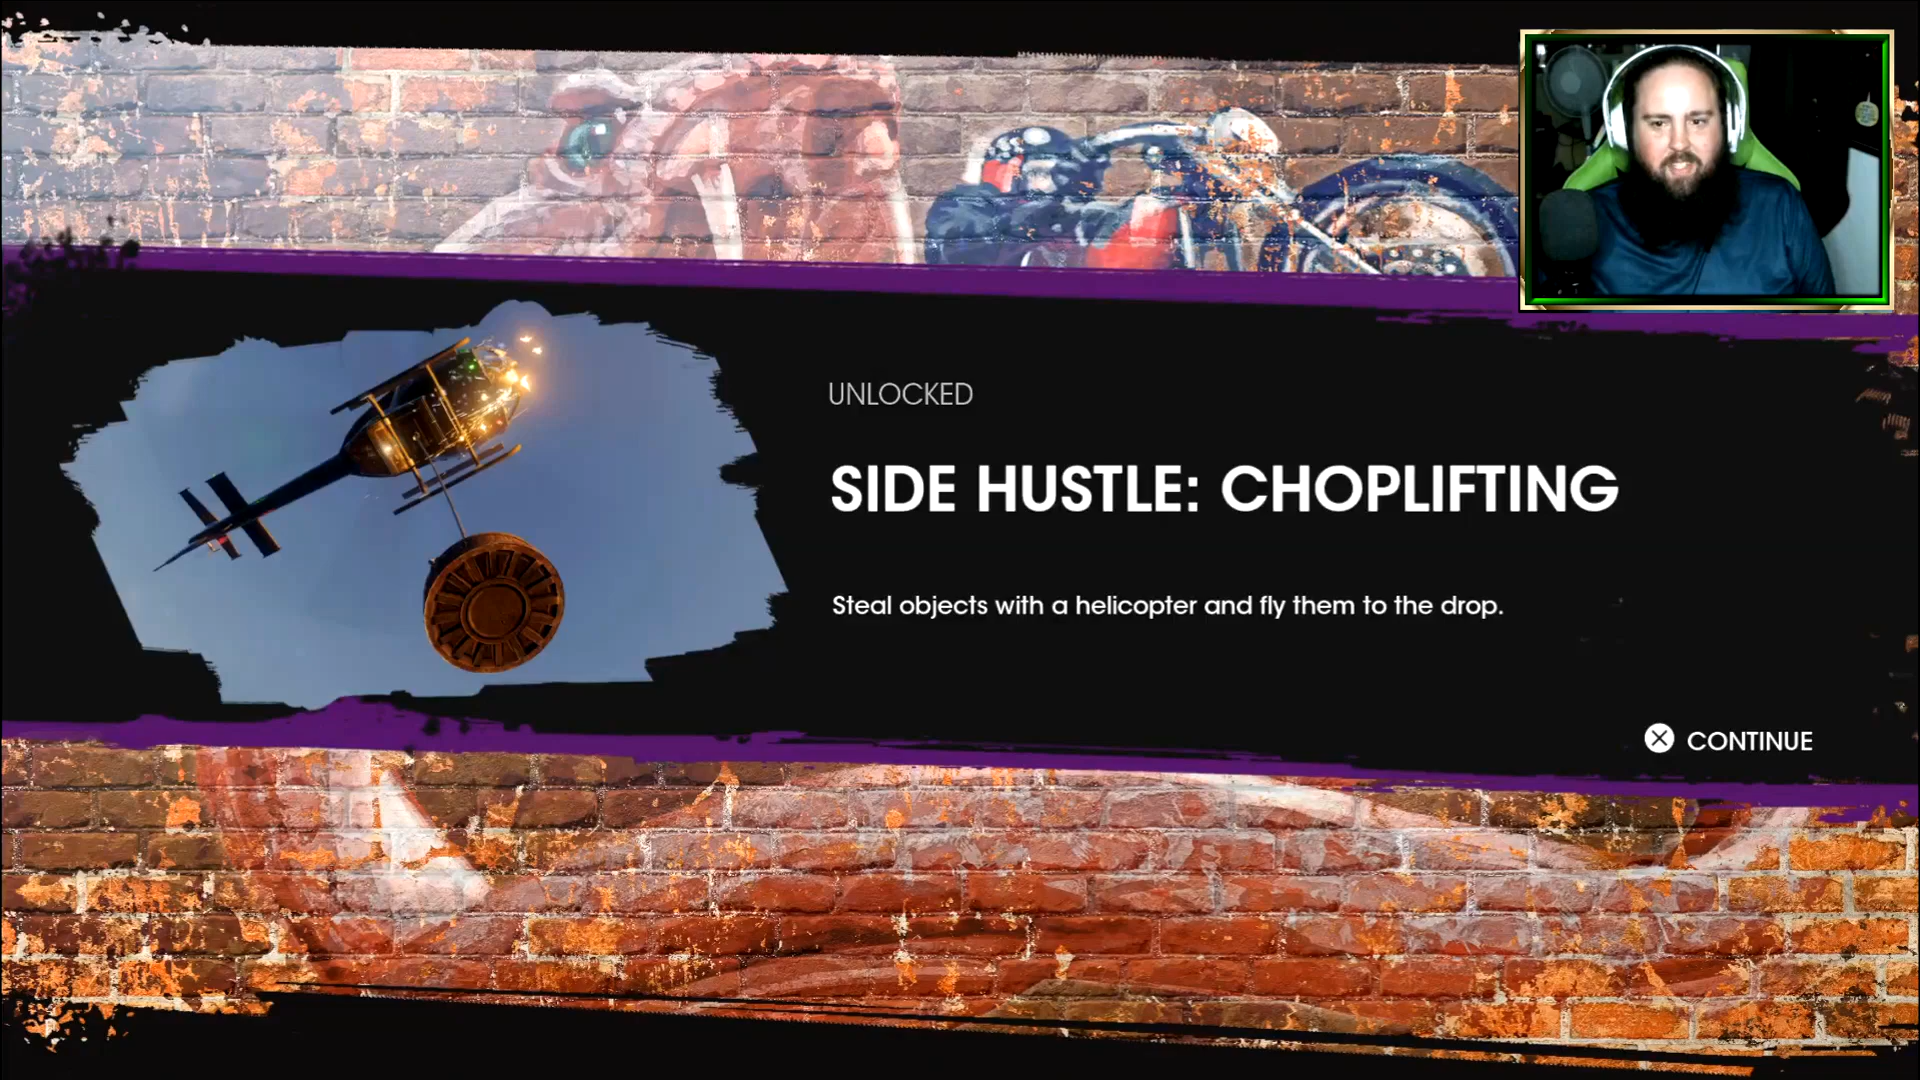 UNLOCKED
SIDE HUSTLE: CHOPLIFTING
Steal objects with a helicopter and fly them to the drop.
CONTINUE